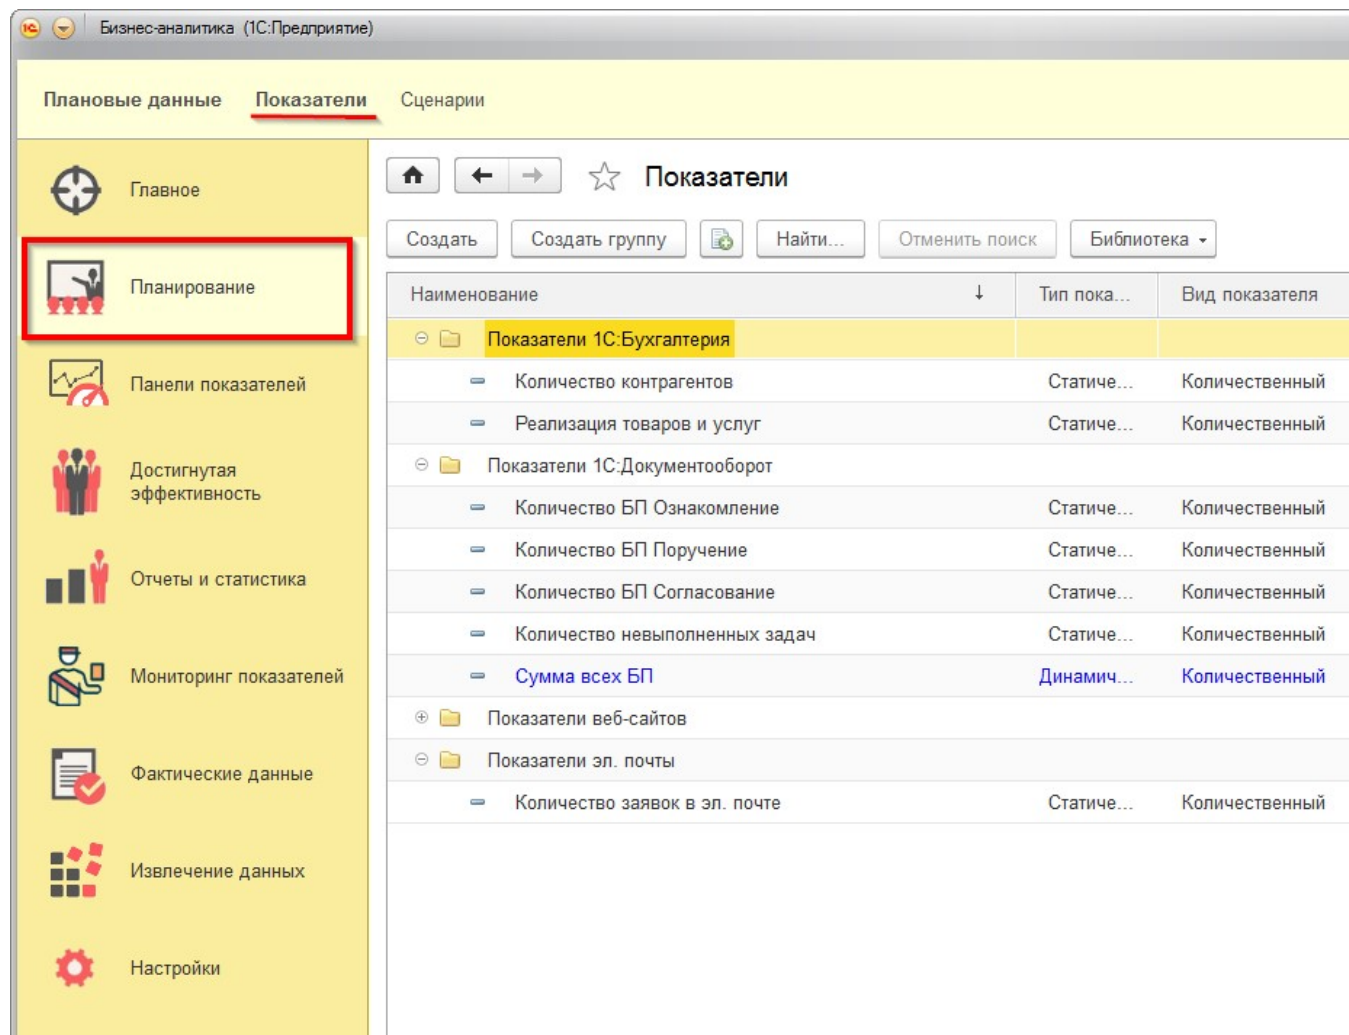 1С Бизнес-аналитика (1С:Предприятие)
Плановые данные Показатели Сценарии
Главное
Планирование
Панели показателей
Достигнутая
эффективность
Отчеты и статистика
Мониторинг показателей
Фактические данные
Извлечение данных
Настройки
Показатели
Создать Создать группу Найти... Отменить поиск Библиотека
Наименование ↓ Тип пока... Вид показателя
Показатели 1С:Бухгалтерия
Количество контрагентов Статиче... Количественный
Реализация товаров и услуг Статиче... Количественный
Показатели 1С:Документооборот
Количество БП Ознакомление Статиче... Количественный
Количество БП Поручение Статиче... Количественный
Количество БП Согласование Статиче... Количественный
Количество невыполненных задач Статиче... Количественный
Сумма всех БП Динамич... Количественный
Показатели веб-сайтов
Показатели эл. почты
Количество заявок в эл. почте Статиче... Количественный